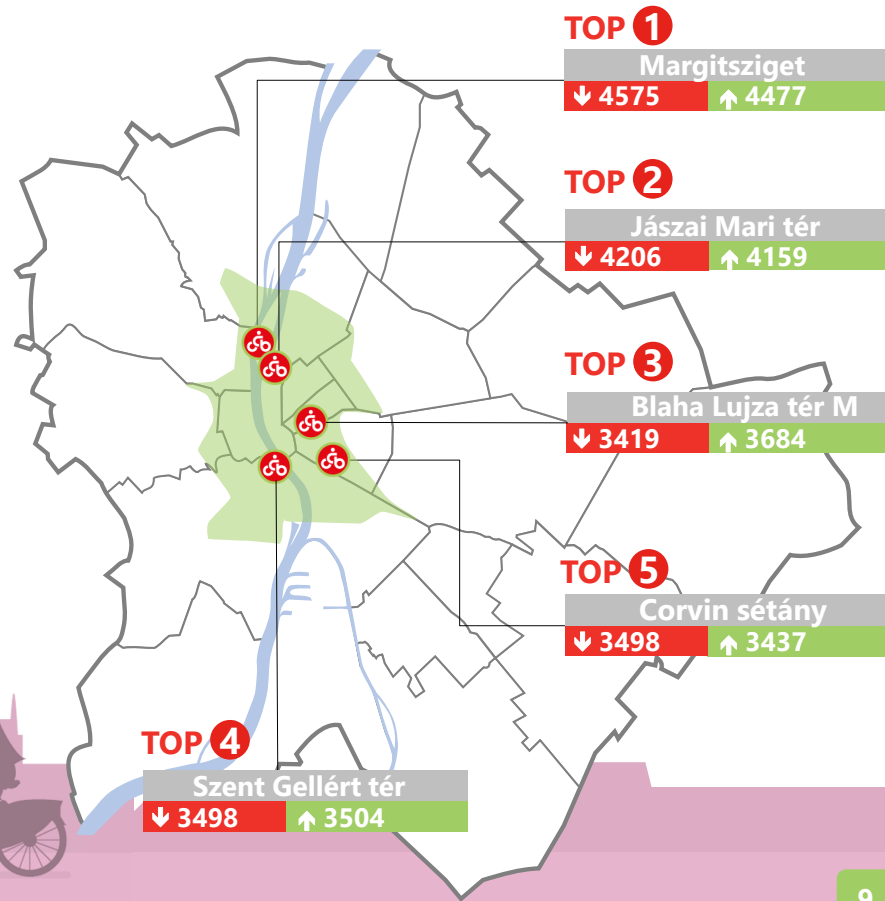 TOP 1
Margitsziget
↓ 4575 ↑ 4477
TOP 2
Jászai Mari tér
↓ 4206 ↑ 4159
TOP 3
Blaha Lujza tér M
↓ 3419 ↑ 3684
TOP 5
Corvin sétány
↓ 3498 ↑ 3437
TOP 4
Szent Gellért tér
↓ 3498 ↑ 3504
9